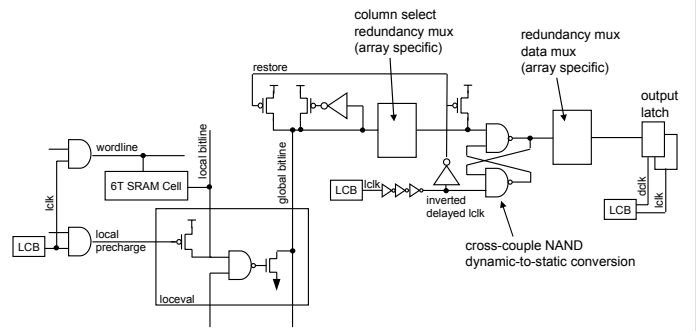 column select
redundancy mux
(array specific)
redundancy mux
data mux
(array specific)
restore
output
latch
wordline
local bitline
global bitline
6T SRAM Cell
lclk
LCB
lclk
inverted
delayed lclk
dclk
lclk
LCB
LCB
local
precharge
cross-couple NAND
dynamic-to-static conversion
loceval